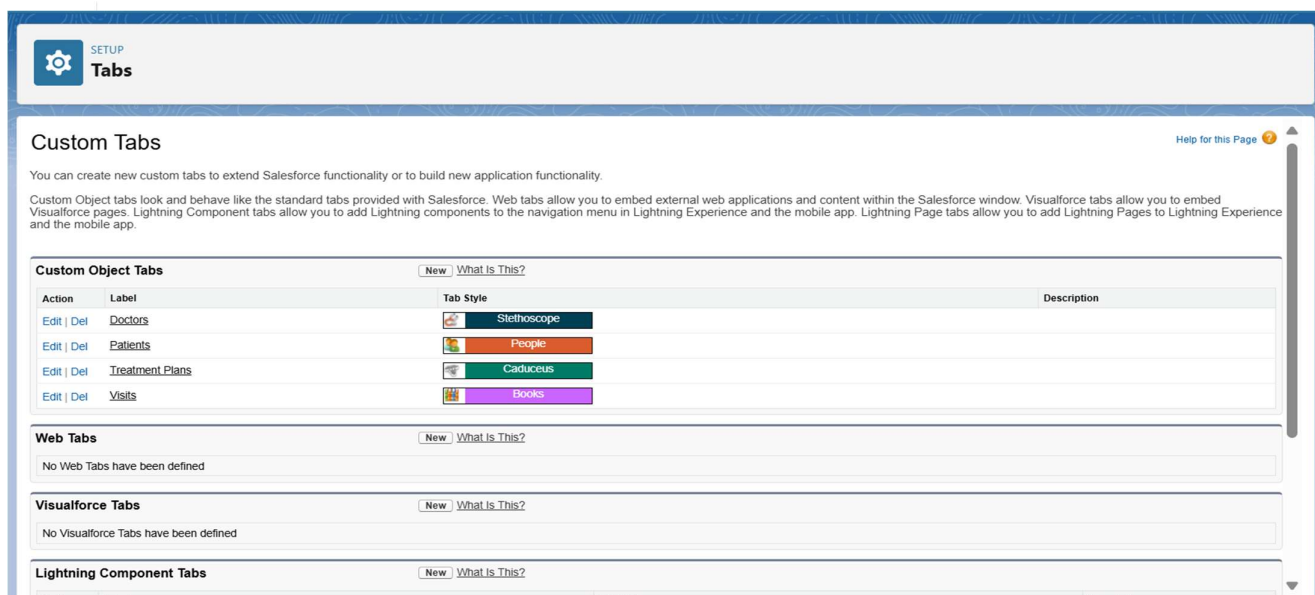 SETUP
Tabs
Custom Tabs
Help for this Page
You can create new custom tabs to extend Salesforce functionality or to build new application functionality.
Custom Object tabs look and behave like the standard tabs provided with Salesforce. Web tabs allow you to embed external web applications and content within the Salesforce window. Visualforce tabs allow you to embed
Visualforce pages. Lightning Component tabs allow you to add Lightning components to the navigation menu in Lightning Experience and the mobile app. Lightning Page tabs allow you to add Lightning Pages to Lightning Experience
and the mobile app.
Custom Object Tabs New What Is This?
Action Label Tab Style Description
Edit | Del Doctors Stethoscope
Edit | Del Patients People
Edit | Del Treatment Plans Caduceus
Edit | Del Visits Books
Web Tabs New What Is This?
No Web Tabs have been defined
Visualforce Tabs New What Is This?
No Visualforce Tabs have been defined
Lightning Component Tabs New What Is This?